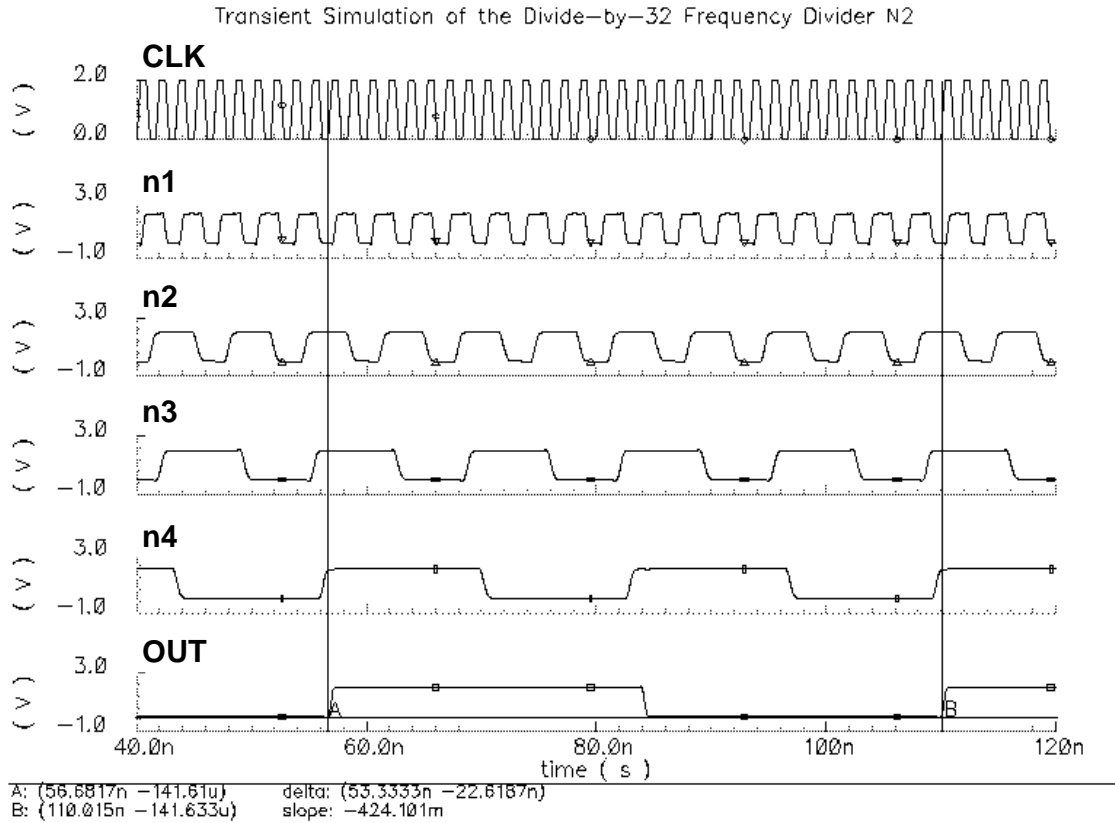 Transient Simulation of the Divide-by-32 Frequency Divider N2
CLK
2.0
( V )
0.0
n1
3.0
( V )
-1.0
n2
3.0
( V )
-1.0
n3
3.0
( V )
-1.0
n4
3.0
( V )
-1.0
OUT
3.0
( V )
-1.0
A
B
40.0n 60.0n 80.0n 100n 120n
time ( s )
A: (56.6817n -141.61u) delta: (53.3333n -22.6187n)
B: (110.015n -141.633u) slope: -424.101m